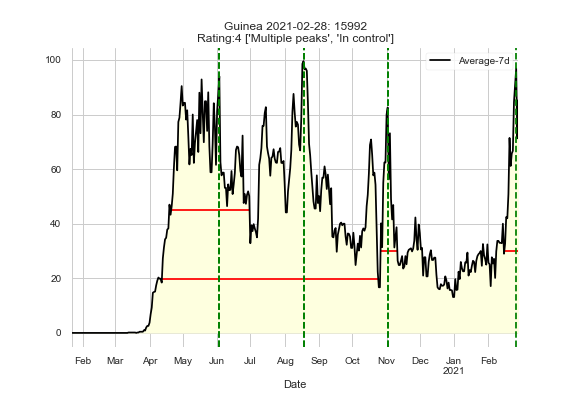 Guinea 2021-02-28: 15992
Rating:4 ['Multiple peaks', 'In control']
Average-7d
100
80
60
40
20
0
Feb Mar Apr May Jun Jul Aug Sep Oct Nov Dec Jan Feb
2021
Date